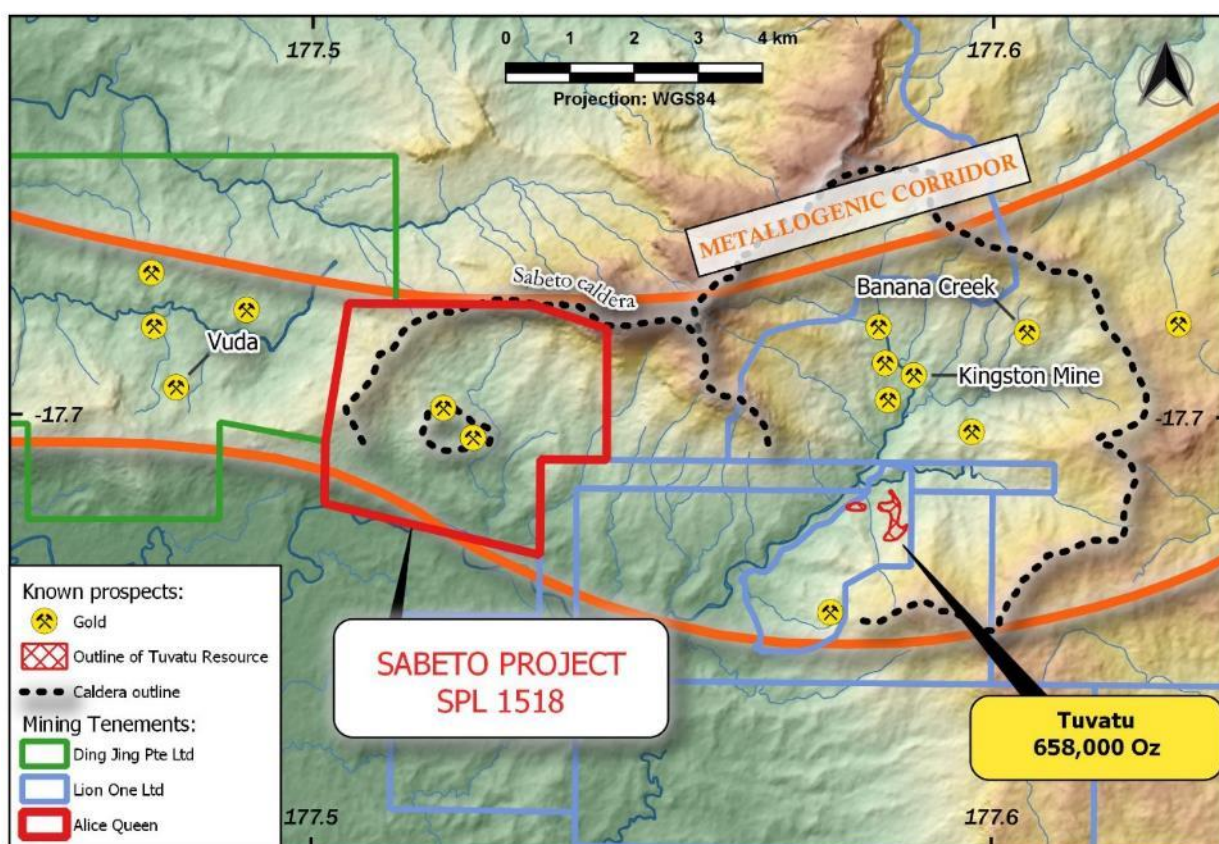 177.5
0 1 2 3 4 km
Projection: WGS84
177.6
METALLOGENIC CORRIDOR
Sabeto caldera
Banana Creek
Vuda
Kingston Mine
-17.7
-17.7
Known prospects:
Gold
Outline of Tuvatu Resource
Caldera outline
Mining Tenements:
Ding Jing Pte Ltd
Lion One Ltd
Alice Queen
SABETO PROJECT
SPL 1518
Tuvatu
658,000 Oz
177.5
177.6